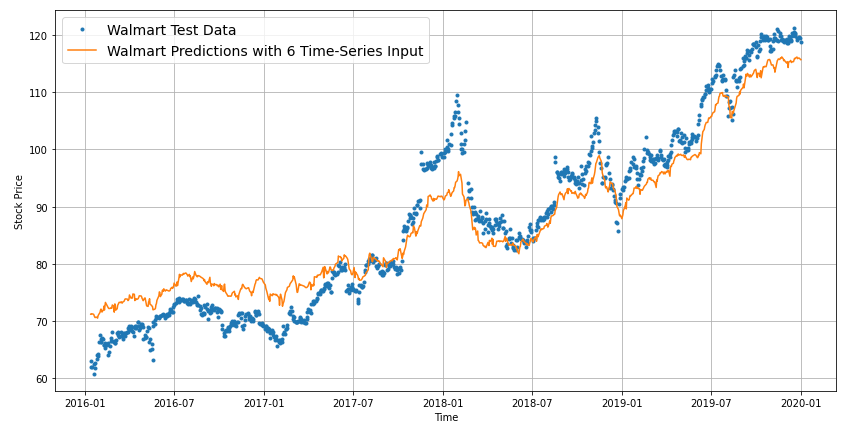 Walmart Test Data
Walmart Predictions with 6 Time-Series Input
Stock Price
120
110
100
90
80
70
60
2016-01 2016-07 2017-01 2017-07 2018-01 2018-07 2019-01 2019-07 2020-01
Time